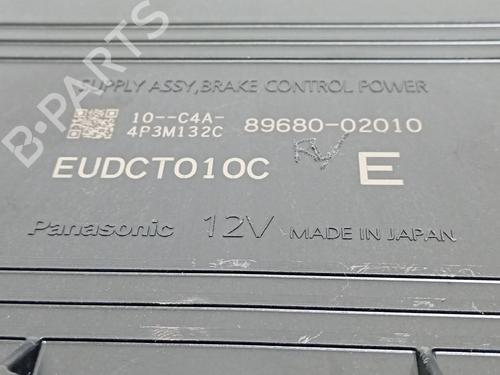 B-PARTS
SUPPLY ASSY,BRAKE CONTROL POWER
10--C4A-
4P3M132C 89680-02010
EUDCT010C E
Panasonic 12V MADE IN JAPAN